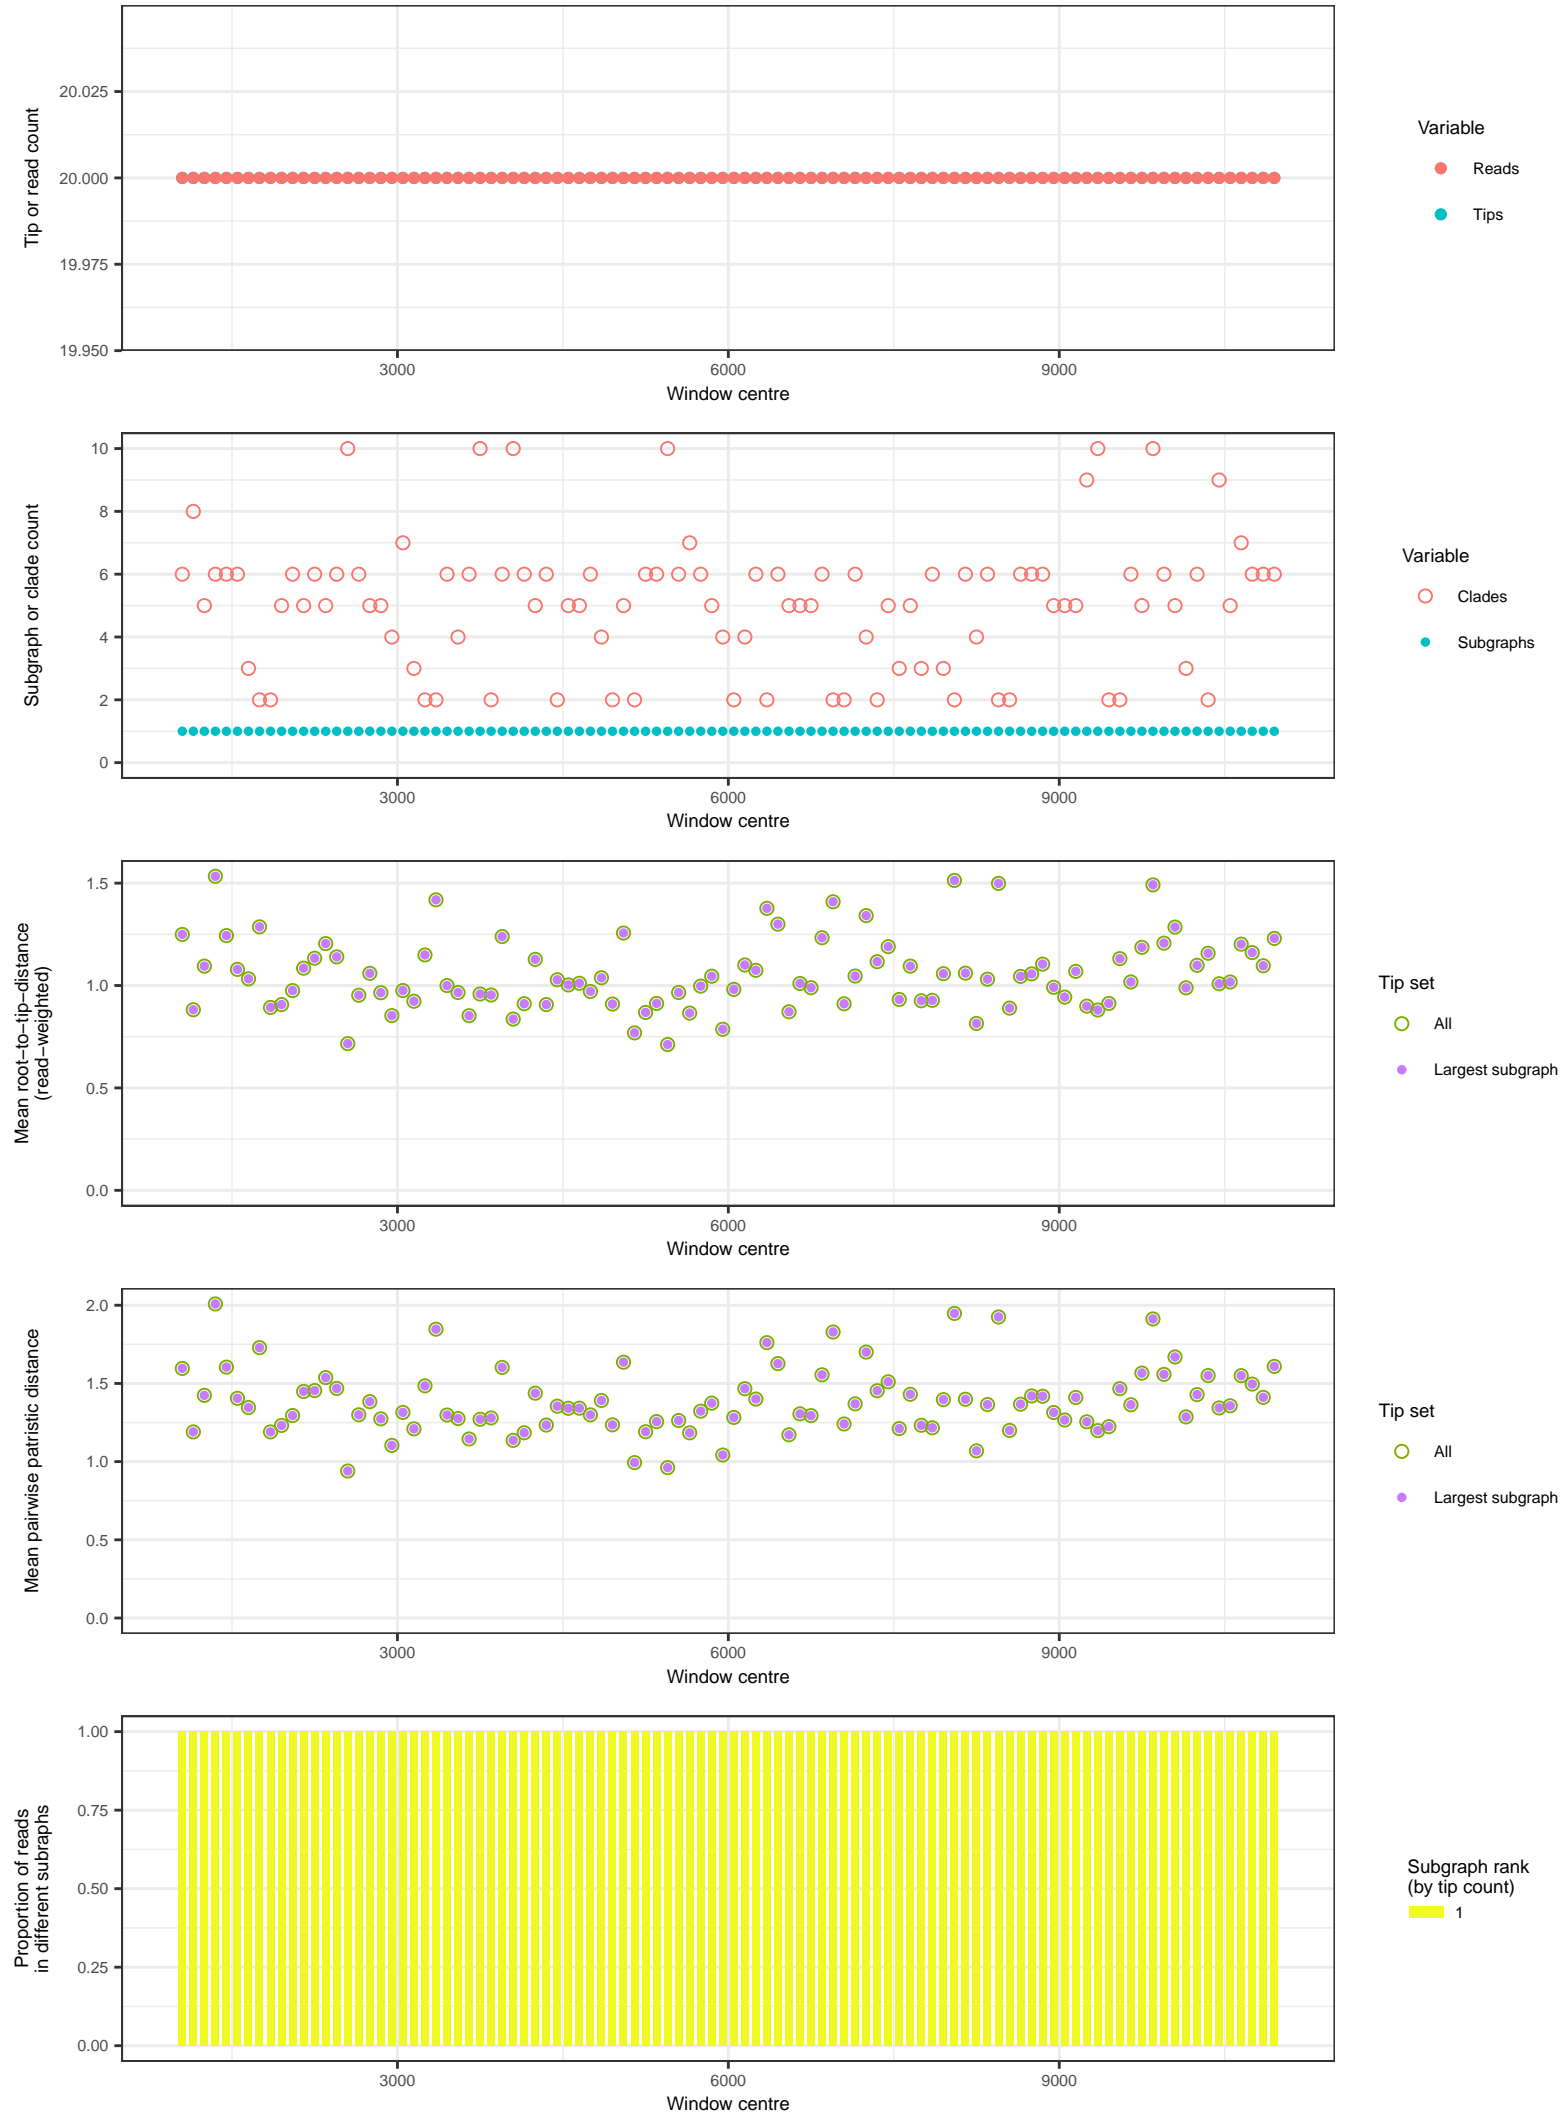 20.025
20.000
19.975
19.950
Tip or read count
3000
6000
9000
Window centre
Variable
Reads
Tips
10
8
6
4
2
0
Subgraph or clade count
3000
6000
9000
Window centre
Variable
Clades
Subgraphs
1.5
1.0
0.5
0.0
Mean root−to−tip−distance
(read−weighted)
3000
6000
9000
Window centre
Tip set
All
Largest subgraph
2.0
1.5
1.0
0.5
0.0
Mean pairwise patristic distance
3000
6000
9000
Window centre
Tip set
All
Largest subgraph
1.00
0.75
0.50
0.25
0.00
Proportion of reads
in different subraphs
3000
6000
9000
Window centre
Subgraph rank
(by tip count)
1